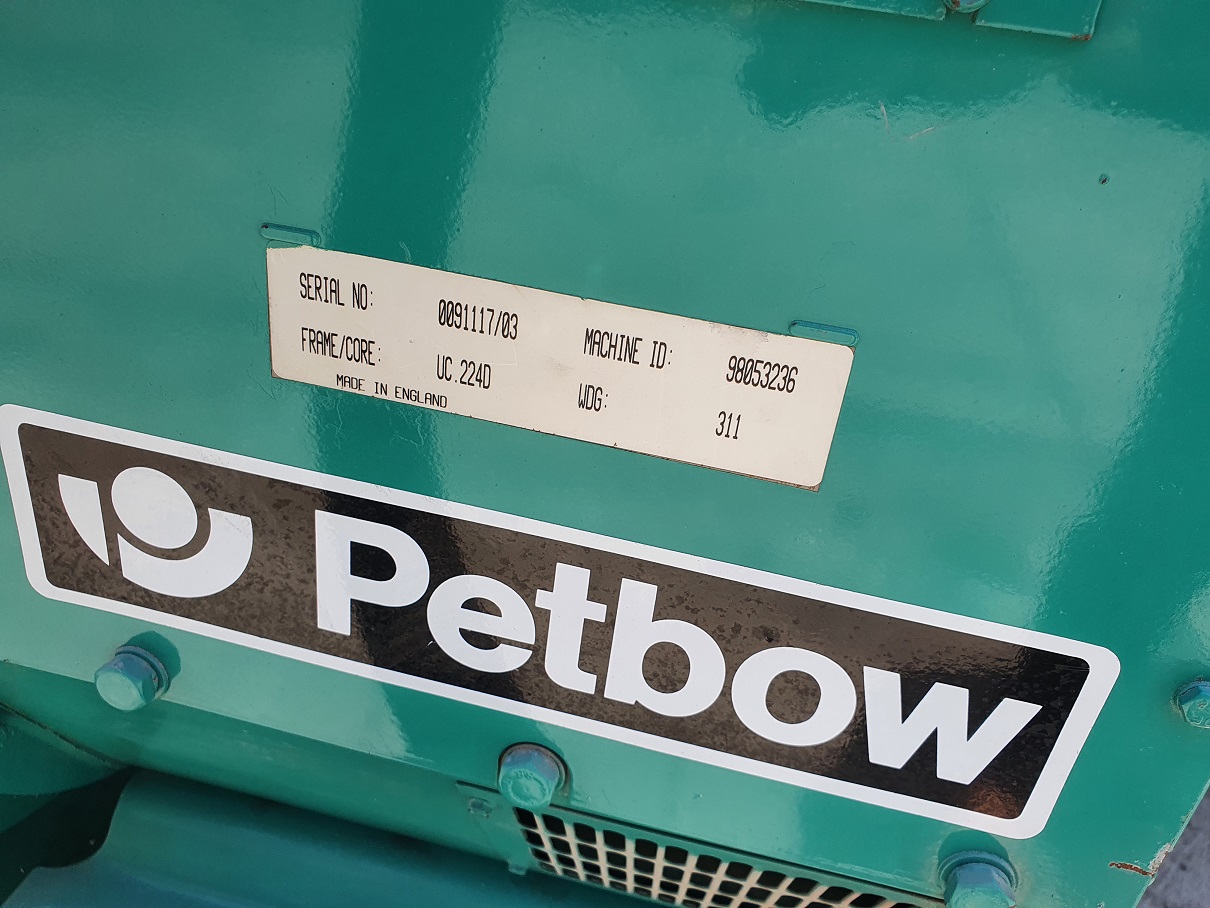 SERIAL NO: 0091117/03 MACHINE ID: 98053236
FRAME/CORE: UC.224D WDG: 311
MADE IN ENGLAND
Petbow